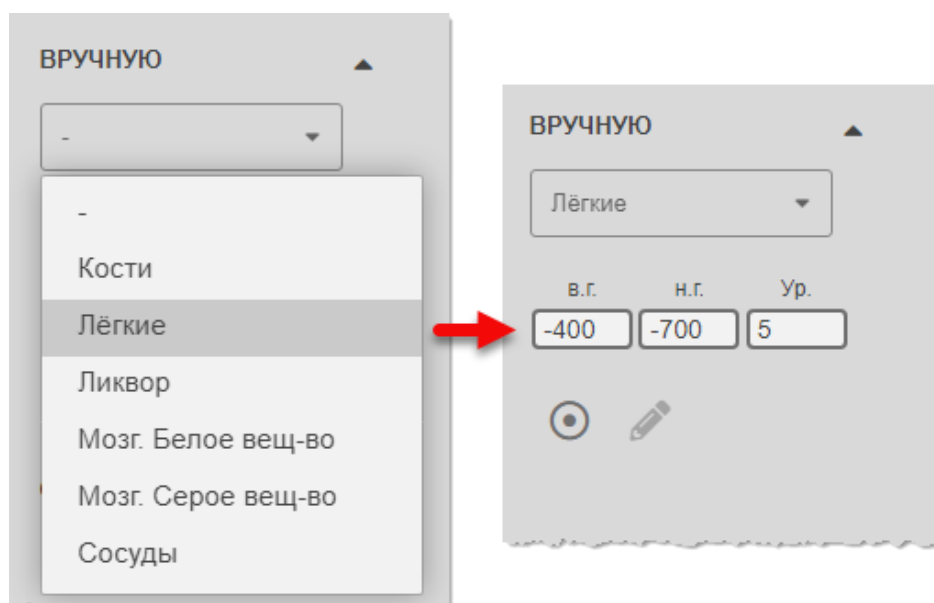 ВРУЧНУЮ
-
-
Кости
Лёгкие
Ликвор
Мозг. Белое вещ-во
Мозг. Серое вещ-во
Сосуды
ВРУЧНУЮ
Лёгкие
в.г. н.г. Ур.
-400 -700 5